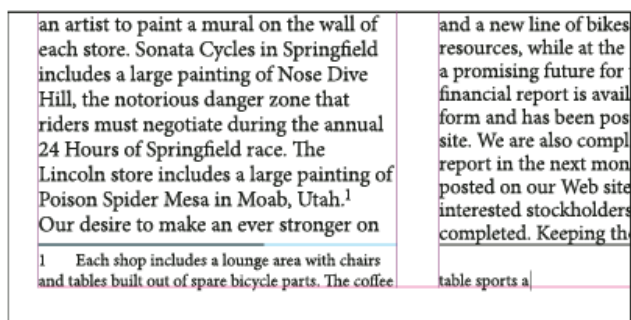 an artist to paint a mural on the wall of
each store. Sonata Cycles in Springfield
includes a large painting of Nose Dive
Hill, the notorious danger zone that
riders must negotiate during the annual
24 Hours of Springfield race. The
Lincoln store includes a large painting of
Poison Spider Mesa in Moab, Utah.¹
Our desire to make an ever stronger on
1 Each shop includes a lounge area with chairs
and tables built out of spare bicycle parts. The coffee
and a new line of bikes
resources, while at the
a promising future for
financial report is avail
form and has been pos
site. We are also compl
report in the next mon
posted on our Web site
interested stockholders
completed. Keeping the
table sports a